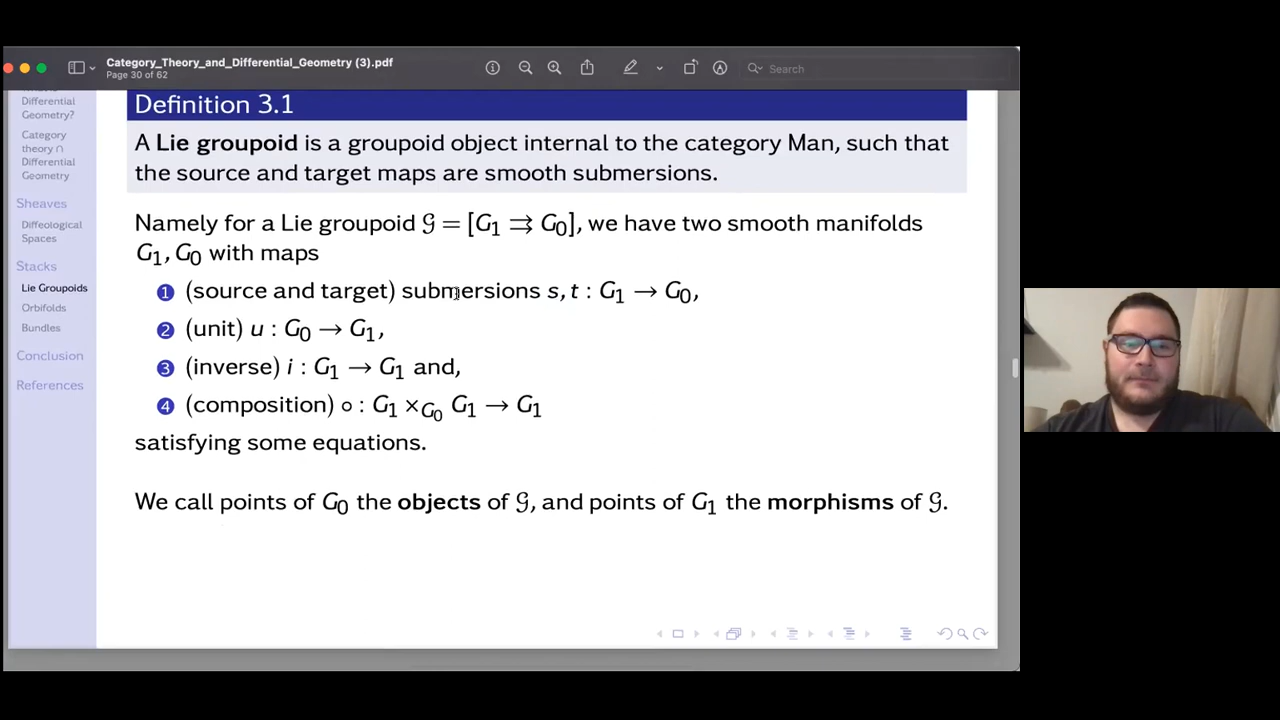 Category_Theory_and_Differential_Geometry (3).pdf
Page 30 of 62
Search
Differential
Geometry?
Category
theory ∩
Differential
Geometry
Sheaves
Diffeological
Spaces
Stacks
Lie Groupoids
Orbifolds
Bundles
Conclusion
References
Definition 3.1
A Lie groupoid is a groupoid object internal to the category Man, such that
the source and target maps are smooth submersions.
Namely for a Lie groupoid 𝒢 = [G₁ ⇉ G₀], we have two smooth manifolds
G₁, G₀ with maps
1 (source and target) submersions s, t : G₁ → G₀,
2 (unit) u : G₀ → G₁,
3 (inverse) i : G₁ → G₁ and,
4 (composition) ∘ : G₁ ×_G₀ G₁ → G₁
satisfying some equations.
We call points of G₀ the objects of 𝒢, and points of G₁ the morphisms of 𝒢.